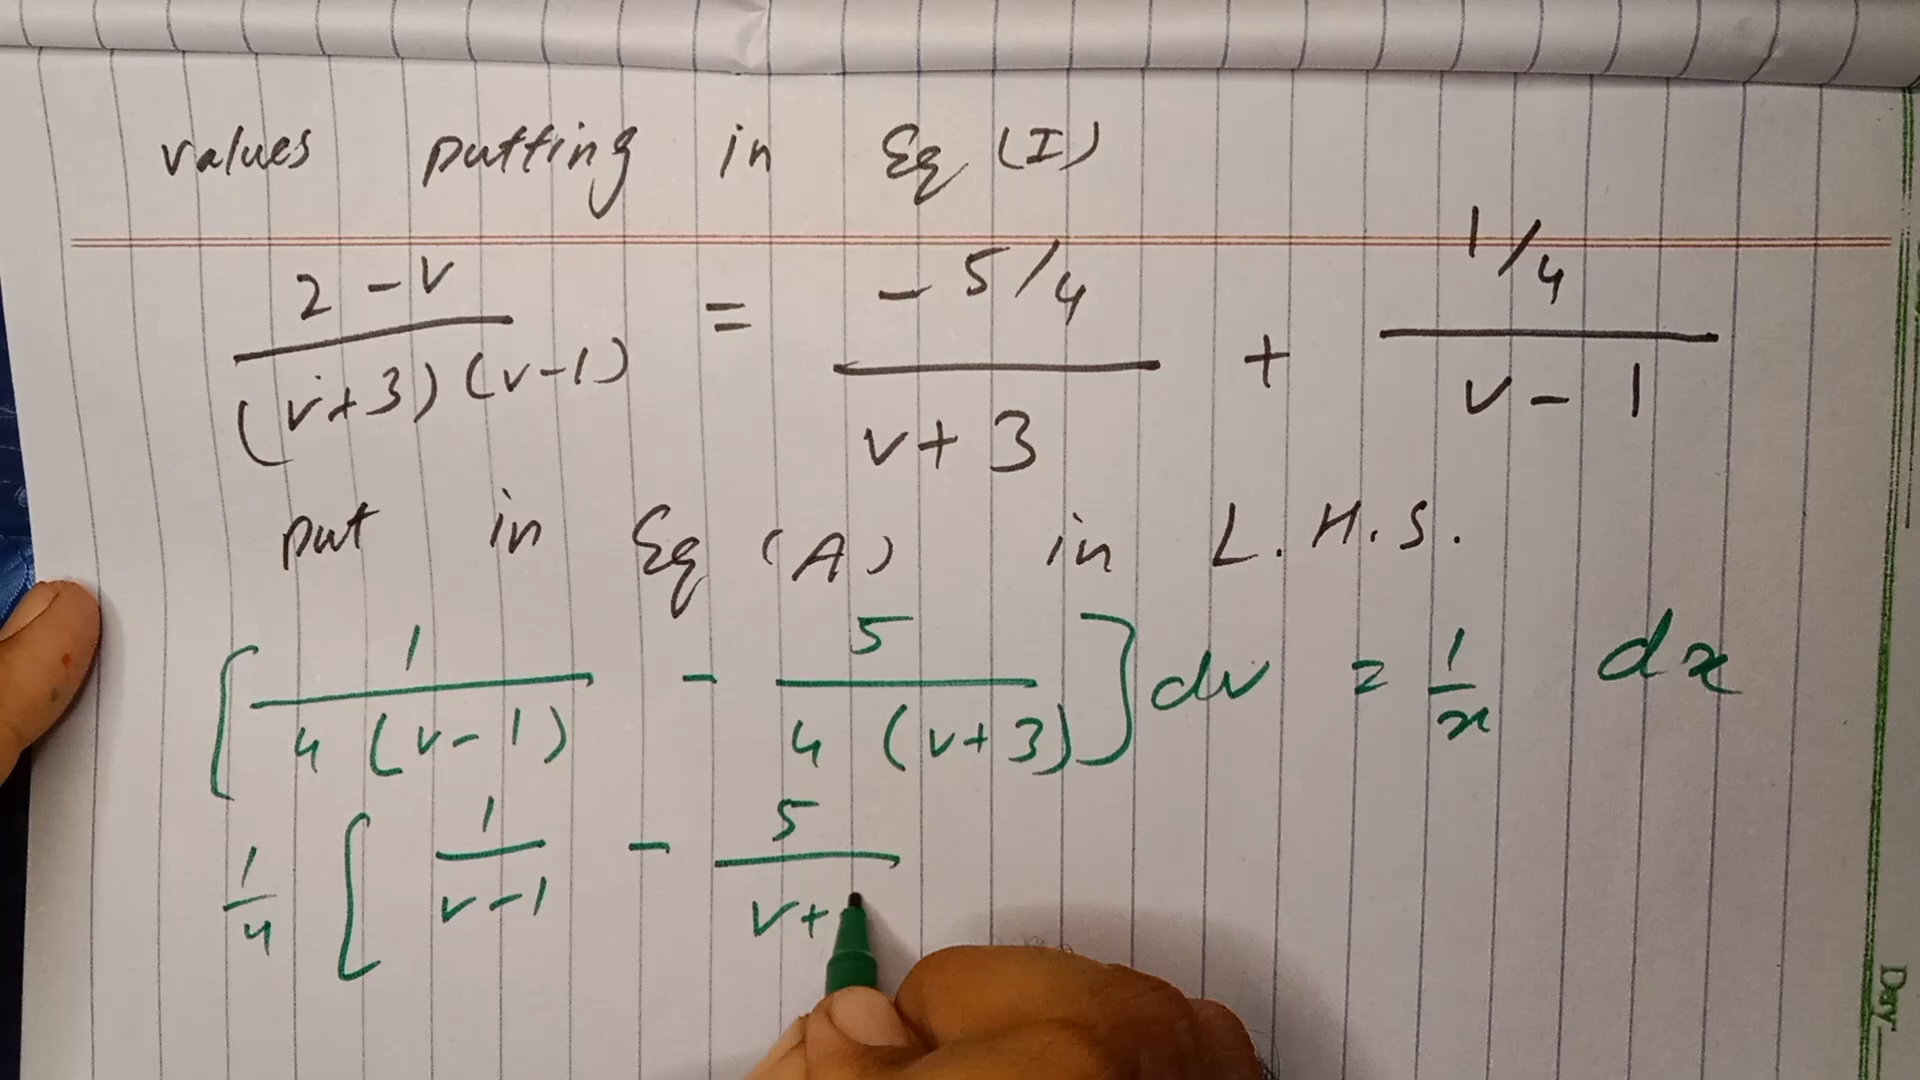 values putting in Eq (I)
2 - v / (v+3) (v-1) = - 5/4 / v+3 + 1/4 / v - 1
put in Eq (A) in L.H.S.
[ 1 / 4 (v-1) - 5 / 4 (v+3) ] dv = 1/x dx
1/4 [ 1 / v-1 - 5 / v+
Day